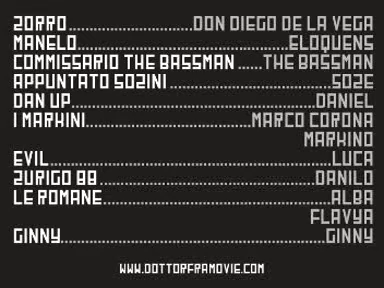 ZORRO..............................DON DIEGO DE LA VEGA
MANELO.....................................................ELOQUENS
COMMISSARIO THE BASSMAN ......THE BASSMAN
APPUNTATO SOZINI ..................................SOZE
DAN UP............................................................DANIEL
I MARKINI.........................................MARCO CORONA
MARKINO
EVIL......................................................................LUCA
ZURIGO 88......................................................DANILO
LE ROMANE..................................................ALBA
FLAVYA
GINNY..............................................................GINNY
WWW.DOTTORFRAMOVIE.COM